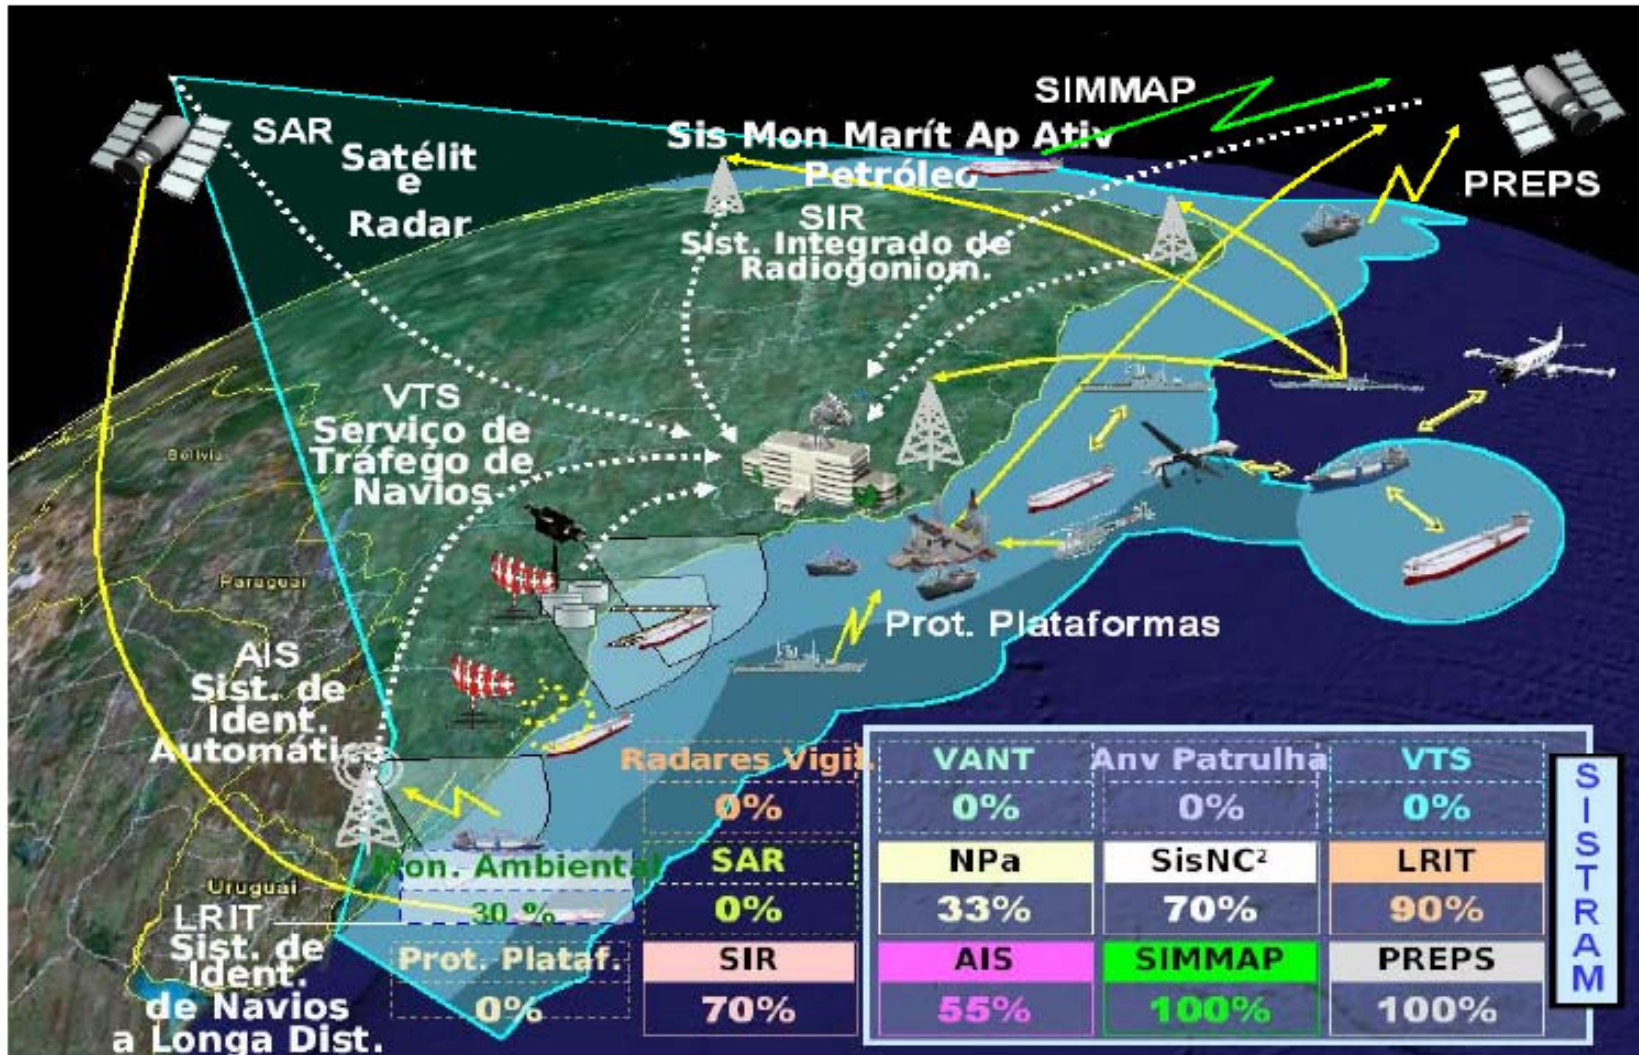 SIMMAP
Sis Mon Marít Ap Ativ
Petróleo
PREPS
SAR
Satélit
e
Radar
SIR
Sist. Integrado de
Radiogoniom.
VTS
Serviço de
Tráfego de
Navios
Bolívia
Paraguai
Prot. Plataformas
AIS
Sist. de
Ident.
Automática
Uruguai
LRIT
Sist. de
Ident.
de Navios
a Longa Dist.
Mon. Ambiental
30 %
Prot. Plataf.
0%
Radares Vigil.
0%
SAR
0%
SIR
70%
VANT
0%
Anv Patrulha
0%
VTS
0%
NPa
33%
SisNC²
70%
LRIT
90%
AIS
55%
SIMMAP
100%
PREPS
100%
SISTRAM